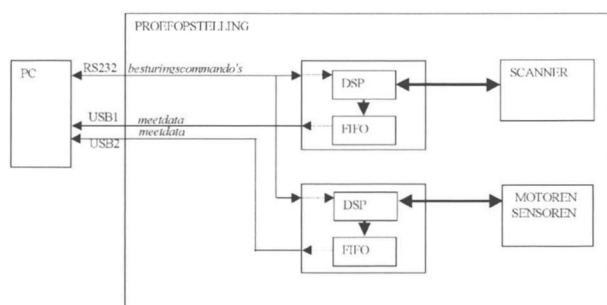 PROEFOPSTELLING
PC
RS232 besturingscommando's
DSP
SCANNER
USB1 meetdata
FIFO
USB2 meetdata
DSP
MOTOREN
SENSOREN
FIFO